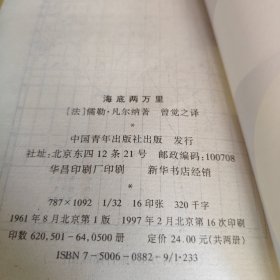 海底两万里
[法]儒勒·凡尔纳著 曾觉之译
*
中国青年出版社出版 发行
社址:北京东四12条21号 邮政编码:100708
华昌印刷厂印刷 新华书店经销
*
787×1092 1/32 16印张 320千字
1961年8月北京第1版 1997年2月北京第16次印刷
印数620,501-64,0500册 定价24.00元(共两册)
ISBN 7-5006-0882-9/I·233